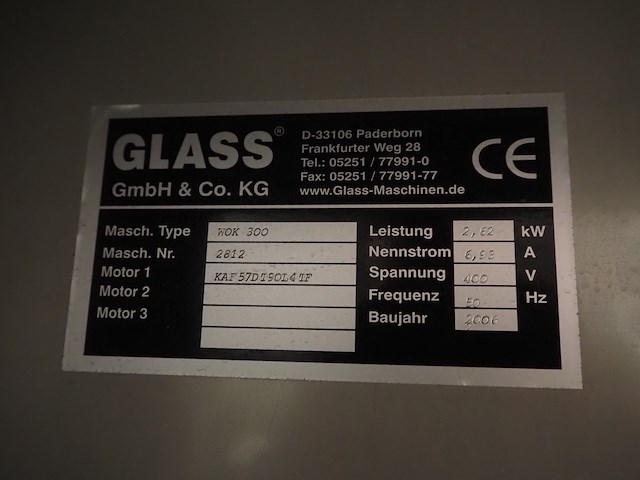 GLASS®
GmbH & Co. KG
D-33106 Paderborn
Frankfurter Weg 28
Tel.: 05251 / 77991-0
Fax: 05251 / 77991-77
www.Glass-Maschinen.de
CE
Masch. Type WOK 300
Masch. Nr. 2812
Motor 1 KAF57DT90L4TF
Motor 2
Motor 3
Leistung 2,62 kW
Nennstrom 6,93 A
Spannung 400 V
Frequenz 50 Hz
Baujahr 2006